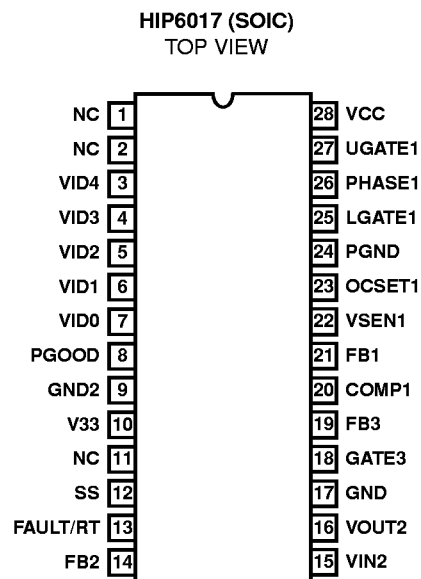 HIP6017 (SOIC)
TOP VIEW
NC 1 28 VCC
NC 2 27 UGATE1
VID4 3 26 PHASE1
VID3 4 25 LGATE1
VID2 5 24 PGND
VID1 6 23 OCSET1
VID0 7 22 VSEN1
PGOOD 8 21 FB1
GND2 9 20 COMP1
V33 10 19 FB3
NC 11 18 GATE3
SS 12 17 GND
FAULT/RT 13 16 VOUT2
FB2 14 15 VIN2